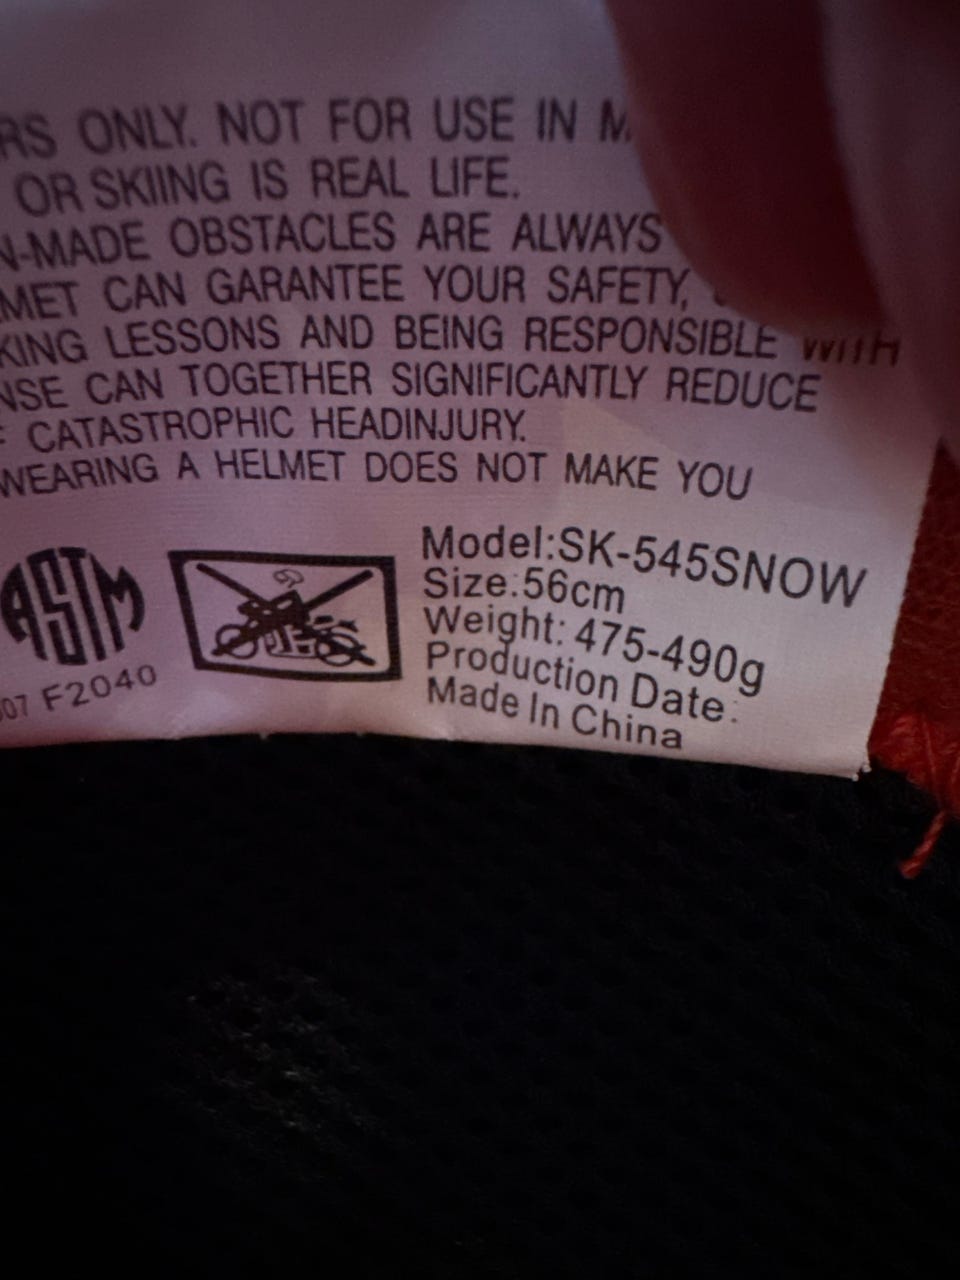 RS ONLY. NOT FOR USE IN
OR SKIING IS REAL LIFE.
N-MADE OBSTACLES ARE ALWAYS
MET CAN GARANTEE YOUR SAFETY,
KING LESSONS AND BEING RESPONSIBLE WITH
NSE CAN TOGETHER SIGNIFICANTLY REDUCE
CATASTROPHIC HEADINJURY.
WEARING A HELMET DOES NOT MAKE YOU
ASTM
07 F2040
Model:SK-545SNOW
Size:56cm
Weight: 475-490g
Production Date:
Made In China